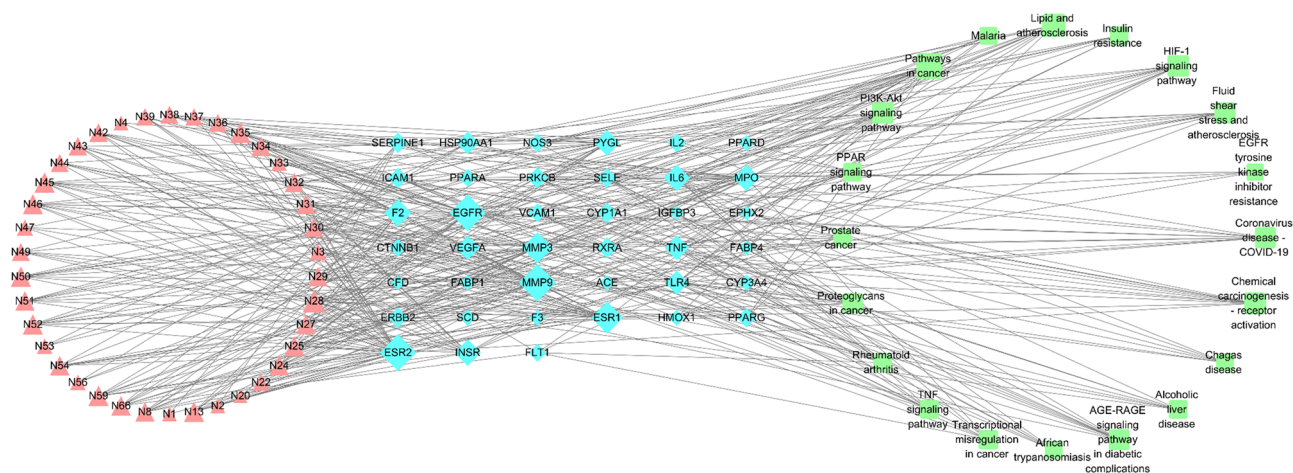 N39
N38
N37
N36
N35
N34
N33
N32
N31
N30
N3
N29
N28
N27
N25
N24
N22
N20
N2
N13
N1
N8
N66
N59
N56
N54
N53
N52
N51
N50
N49
N47
N46
N45
N44
N43
N42
N4
SERPINE1 HSP90AA1 NOS3 PYGL IL2 PPARD
ICAM1 PPARA PRKCB SELE IL6 MPO
F2 EGFR VCAM1 CYP1A1 IGFBP3 EPHX2
CTNNB1 VEGFA MMP3 RXRA TNF FABP4
CFD FABP1 MMP9 ACE TLR4 CYP3A4
ERBB2 SCD F3 ESR1 HMOX1 PPARG
ESR2 INSR FLT1
Malaria
Lipid and
atherosclerosis
Insulin
resistance
HIF-1
signaling
pathway
Fluid
shear
stress and
atherosclerosis
EGFR
tyrosine
kinase
inhibitor
resistance
Coronavirus
disease -
COVID-19
Chemical
carcinogenesis
- receptor
activation
Chagas
disease
Alcoholic
liver
disease
AGE-RAGE
signaling
pathway
in diabetic
complications
African
trypanosomiasis
Transcriptional
misregulation
in cancer
TNF
signaling
pathway
Rheumatoid
arthritis
Proteoglycans
in cancer
Prostate
cancer
PPAR
signaling
pathway
PI3K-Akt
signaling
pathway
Pathways
in cancer